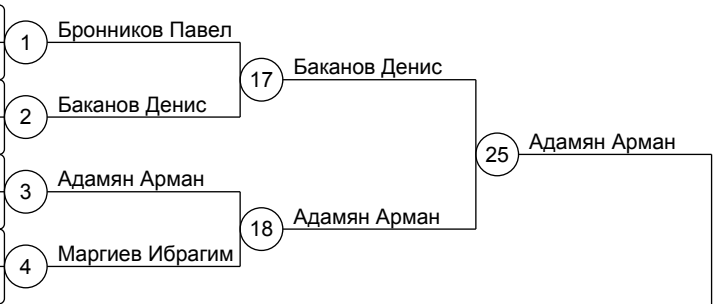 1 Бронников Павел
17 Баканов Денис
2 Баканов Денис
25 Адамян Арман
3 Адамян Арман
18 Адамян Арман
4 Маргиев Ибрагим